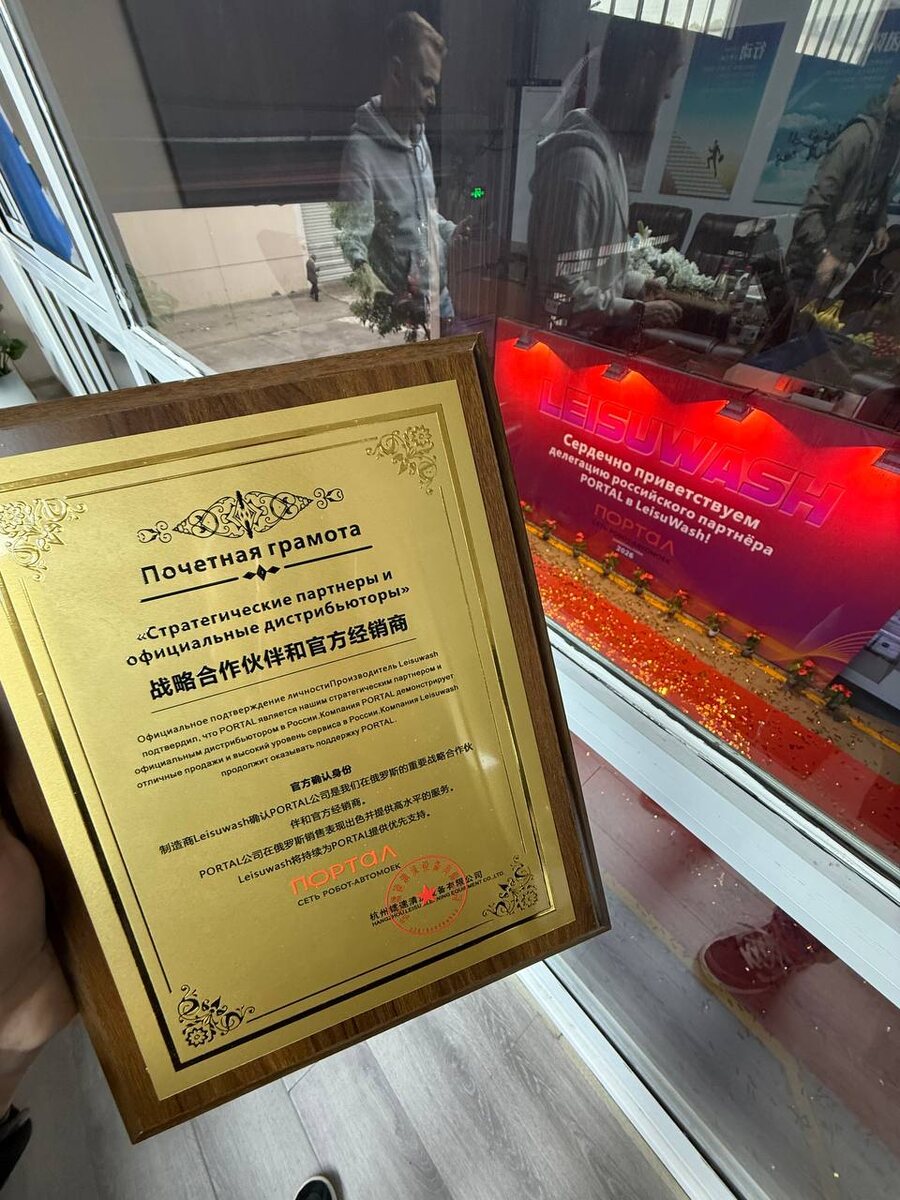 Почетная грамота
«Стратегические партнеры и
официальные дистрибьюторы»
战略合作伙伴和官方经销商
Официальное подтверждение личностиПроизводитель Leisuwash
подтвердил, что PORTAL является нашим стратегическим партнером и
официальным дистрибьютором в России.Компания PORTAL демонстрирует
отличные продажи и высокий уровень сервиса в России.Компания Leisuwash
продолжит оказывать поддержку PORTAL.
官方确认身份
制造商Leisuwash确认PORTAL公司是我们在俄罗斯的重要战略合作伙
伴和官方经销商。
PORTAL公司在俄罗斯销售表现出色并提供高水平的服务。
Leisuwash将持续为PORTAL提供优先支持。
ПОРТАЛ
СЕТЬ РОБОТ-АВТОМОЕК
LEISUWASH
Сердечно приветствуем
делегацию российского партнёра
PORTAL в LeisuWash!
ПОРТАЛ
2026
行动
团队